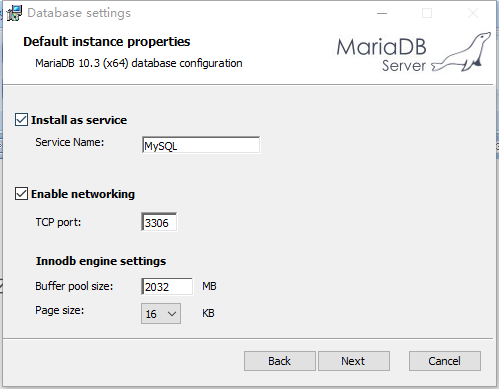 Database settings
Default instance properties
MariaDB 10.3 (x64) database configuration
MariaDB
Server
Install as service
Service Name: MySQL
Enable networking
TCP port: 3306
Innodb engine settings
Buffer pool size: 2032 MB
Page size: 16 KB
Back Next Cancel